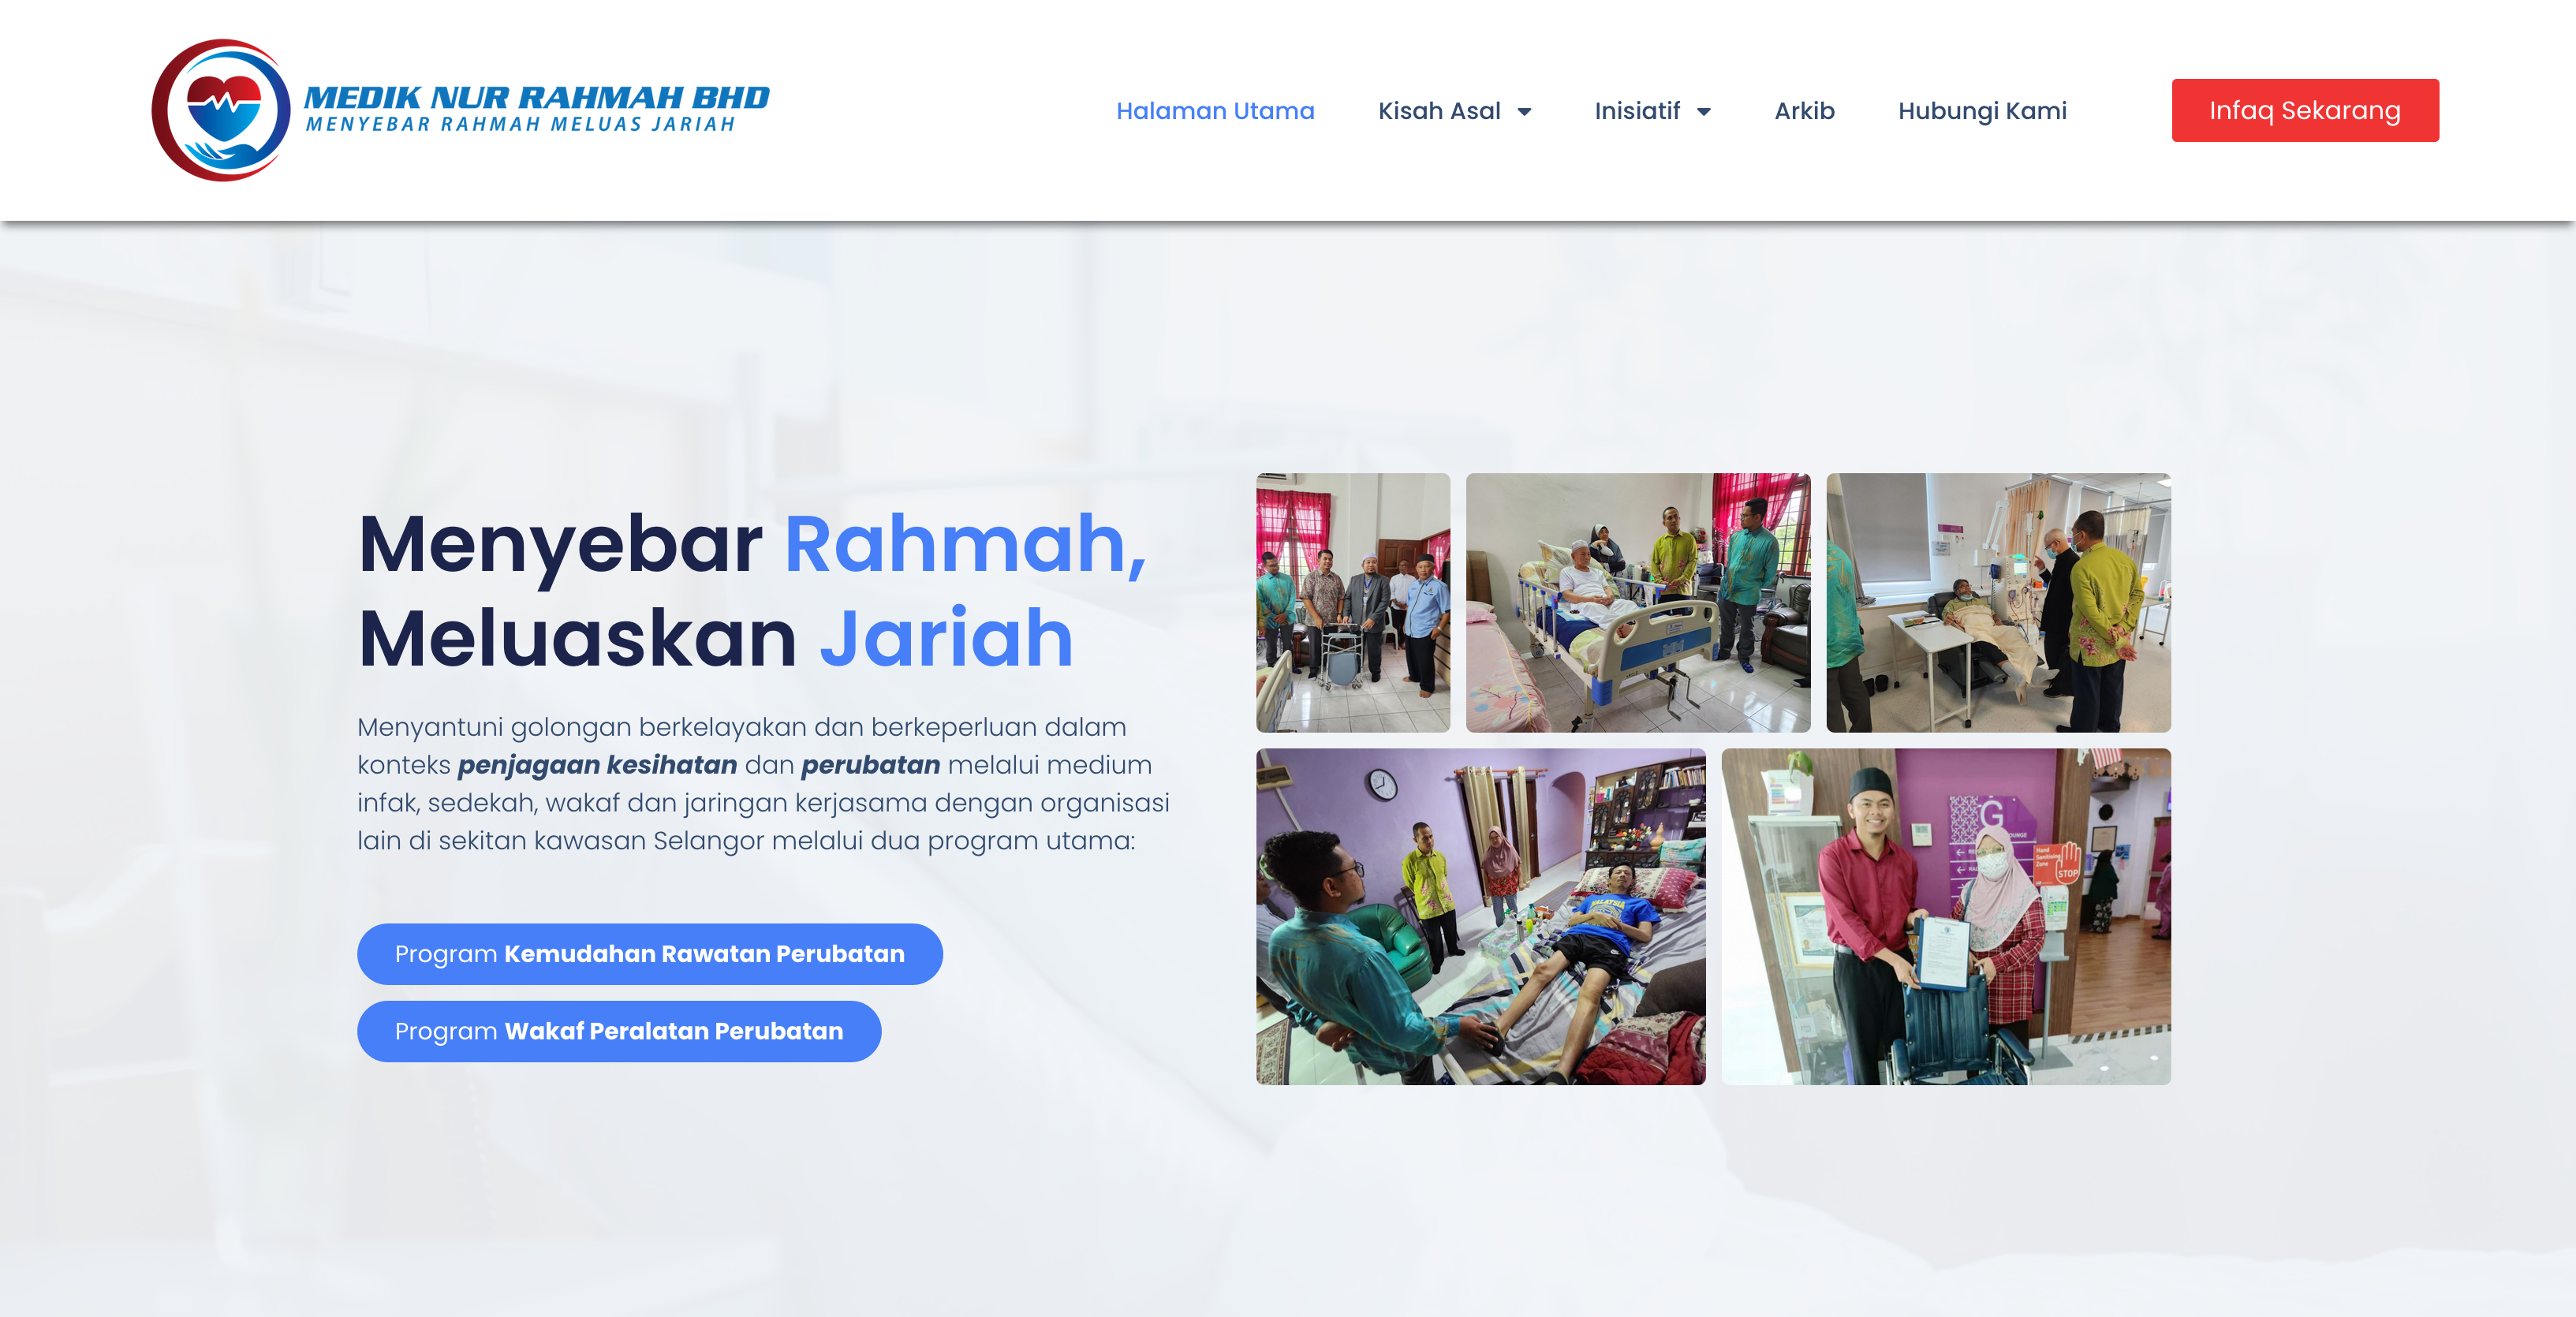 MEDIK NUR RAHMAH BHD
MENYEBAR RAHMAH MELUAS JARIAH
Halaman Utama
Kisah Asal
Inisiatif
Arkib
Hubungi Kami
Infaq Sekarang
Menyebar Rahmah,
Meluaskan Jariah
Menyantuni golongan berkelayakan dan berkeperluan dalam
konteks penjagaan kesihatan dan perubatan melalui medium
infak, sedekah, wakaf dan jaringan kerjasama dengan organisasi
lain di sekitan kawasan Selangor melalui dua program utama:
Program Kemudahan Rawatan Perubatan
Program Wakaf Peralatan Perubatan
G
Hand
Sanitizing
Zone
STOP